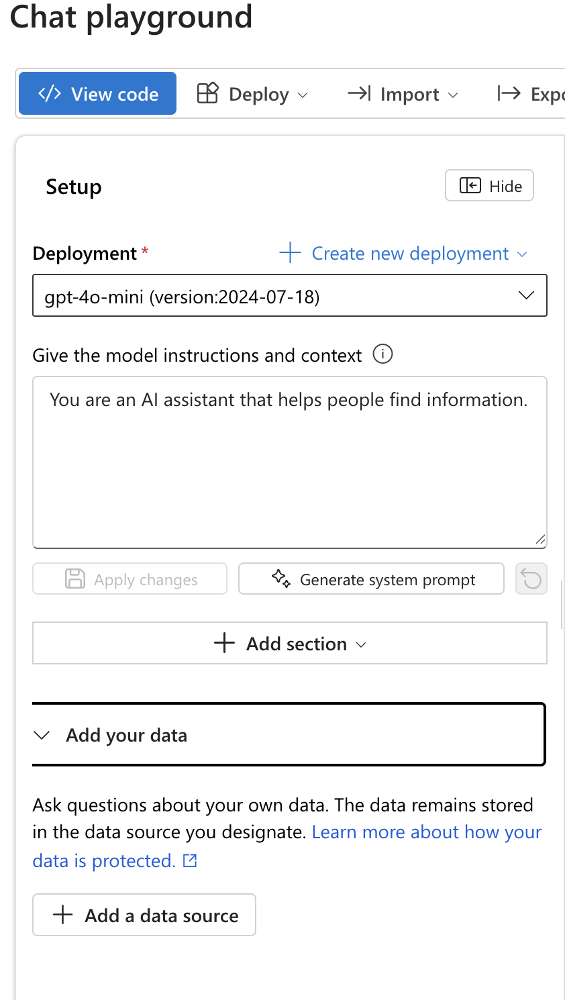 Chat playground
</> View code Deploy Import Expo
Setup
Hide
Deployment * + Create new deployment
gpt-4o-mini (version:2024-07-18)
Give the model instructions and context
You are an AI assistant that helps people find information.
Apply changes Generate system prompt
+ Add section
Add your data
Ask questions about your own data. The data remains stored
in the data source you designate. Learn more about how your
data is protected.
+ Add a data source